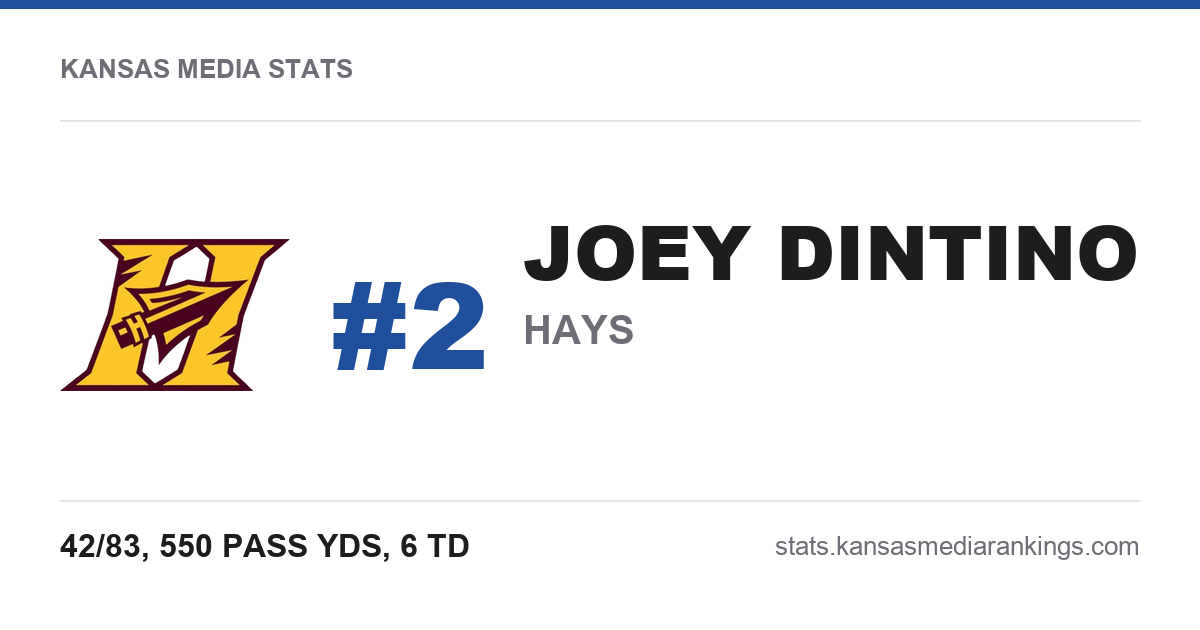 KANSAS MEDIA STATS
H
#2
JOEY DINTINO
HAYS
42/83, 550 PASS YDS, 6 TD
stats.kansasmediarankings.com